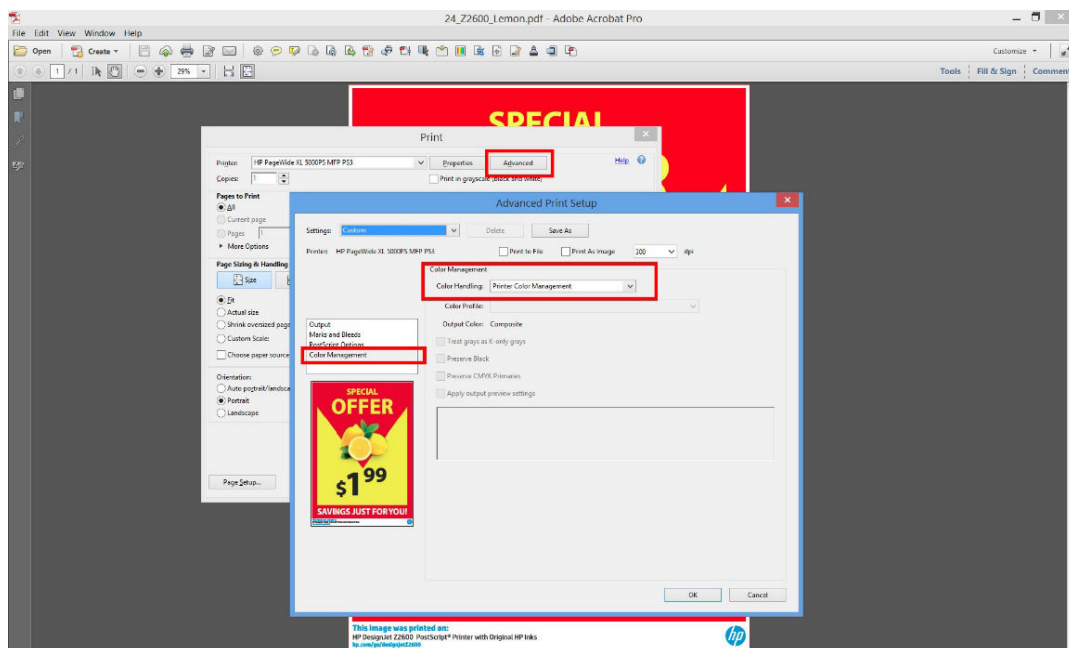 24_Z2600_Lemon.pdf - Adobe Acrobat Pro
File Edit View Window Help
Open Create Customize
1 / 1 29% Tools Fill & Sign Comment
SPECIAL
Print
Printer: HP PageWide XL 5000PS MFP PS3 Properties Advanced Help
Copies: 1 Print in grayscale (black and white)
Pages to Print
All
Current page
Pages 1
More Options
Page Sizing & Handling
Size
Fit
Actual size
Shrink oversized page
Custom Scale:
Choose paper source
Orientation:
Auto portrait/landsca
Portrait
Landscape
Page Setup...
Advanced Print Setup
Settings: Custom Delete Save As
Printer: HP PageWide XL 5000PS MFP PS3 Print to File Print As Image 300 dpi
Color Management
Color Handling: Printer Color Management
Color Profile:
Output Color: Composite
Treat grays as K-only grays
Preserve Black
Preserve CMYK Primaries
Apply output preview settings
Output
Marks and Bleeds
PostScript Options
Color Management
SPECIAL
OFFER
$1 99
SAVINGS JUST FOR YOU!
OK Cancel
This image was printed on:
HP DesignJet Z2600 PostScript® Printer with Original HP Inks
hp.com/go/designjetZ2600
hp